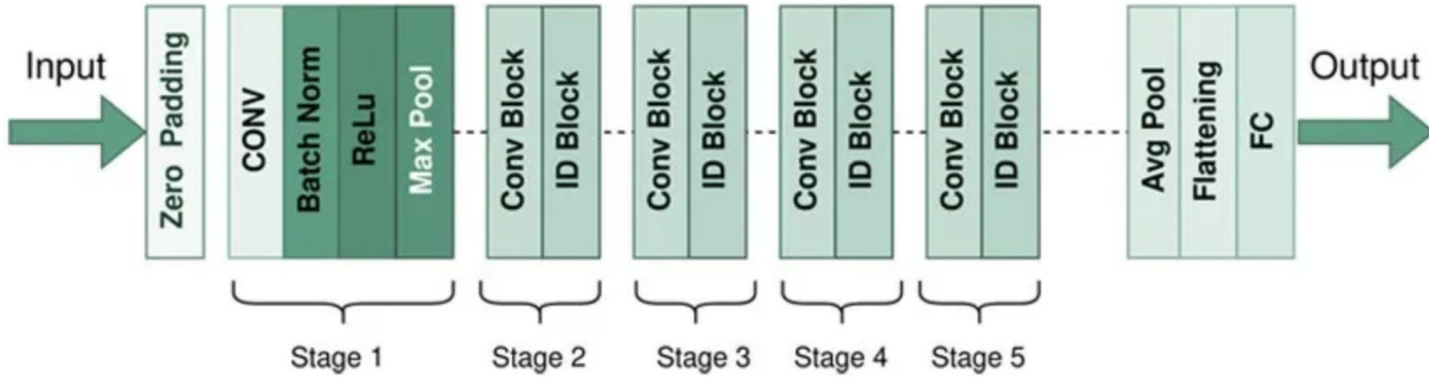 Input
Zero Padding
CONV
Batch Norm
ReLu
Max Pool
Conv Block
ID Block
Conv Block
ID Block
Conv Block
ID Block
Conv Block
ID Block
Avg Pool
Flattening
FC
Output
Stage 1
Stage 2
Stage 3
Stage 4
Stage 5